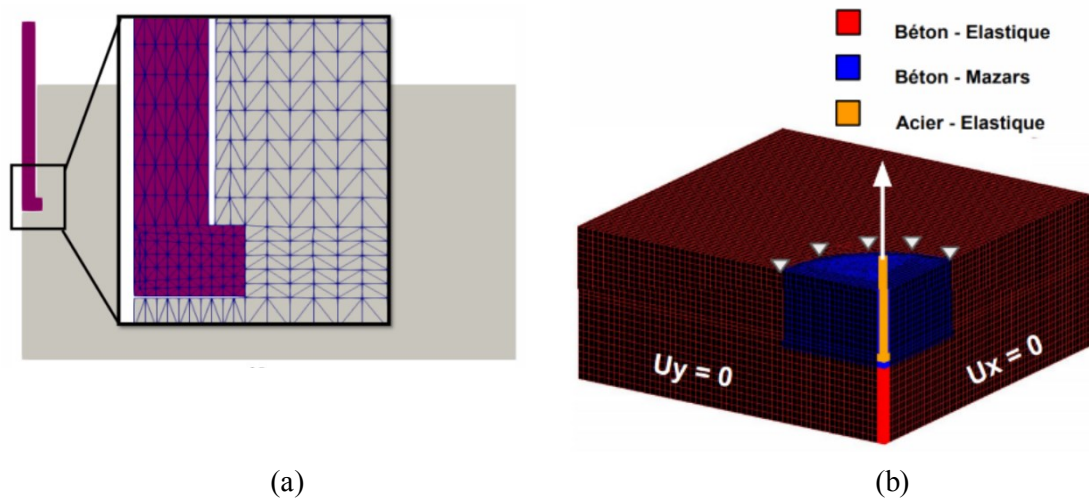 Béton - Elastique
Béton - Mazars
Acier - Elastique
Uy = 0
Ux = 0
(a)
(b)